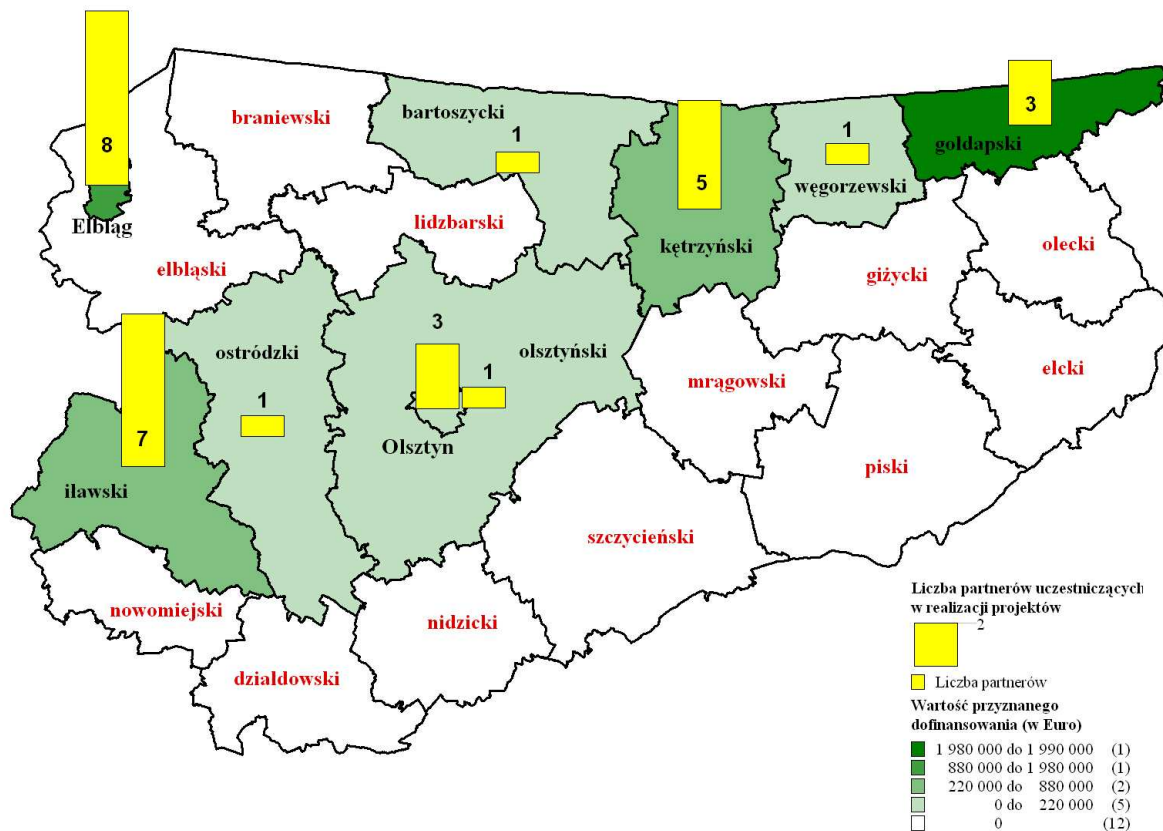 8
braniewski
bartoszycki
1
5
1
3
gołdapski
węgorzewski
Elbląg
lidzbarski
kętrzyński
olecki
elbląski
giżycki
ostródzki
3
olsztyński
1
1
mrągowski
ełcki
7
Olsztyn
iławski
piski
szczycieński
nowomiejski
nidzicki
działdowski
Liczba partnerów uczestniczących
w realizacji projektów
2
Liczba partnerów
Wartość przyznanego
dofinansowania (w Euro)
1 980 000 do 1 990 000 (1)
880 000 do 1 980 000 (1)
220 000 do 880 000 (2)
0 do 220 000 (5)
0 (12)